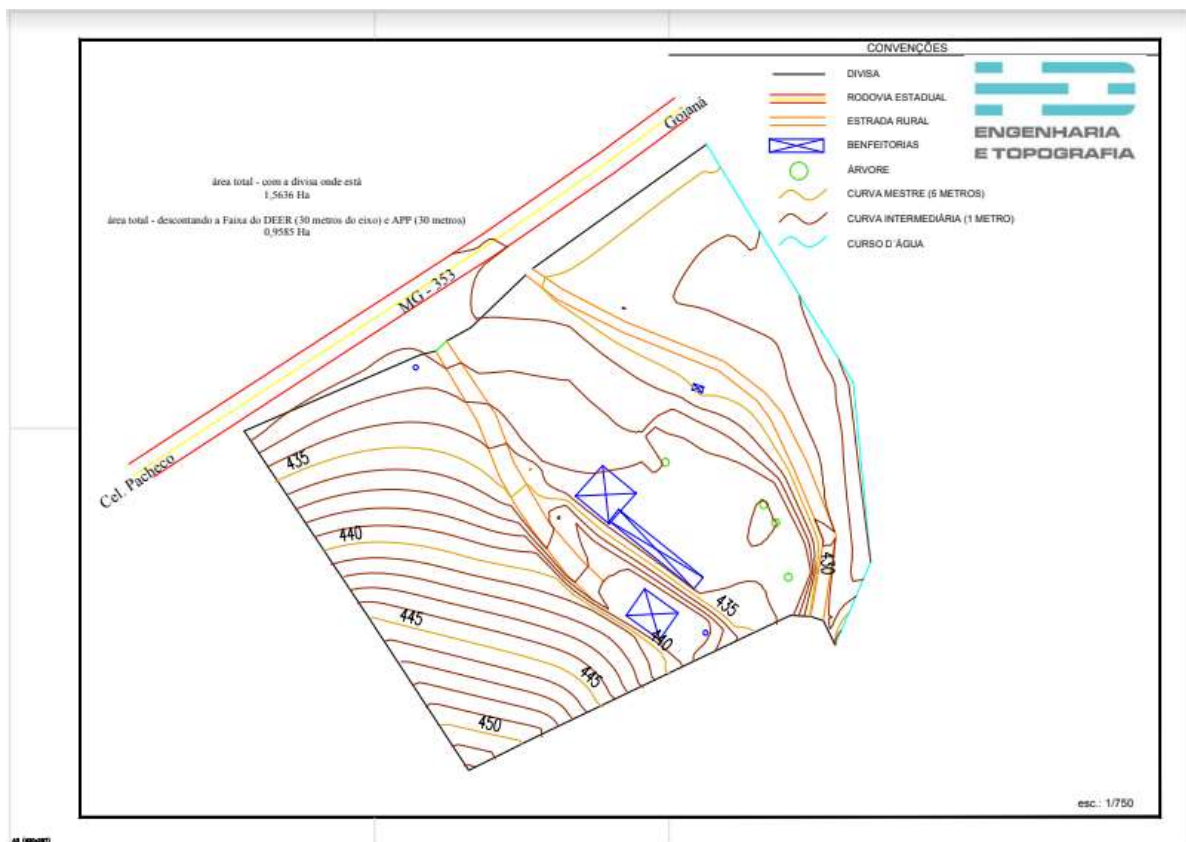 CONVENÇÕES
DIVISA
RODOVIA ESTADUAL
ESTRADA RURAL
BENFEITORIAS
ÁRVORE
CURVA MESTRE (5 METROS)
CURVA INTERMEDIÁRIA (1 METRO)
CURSO D´ÁGUA
ENGENHARIA
E TOPOGRAFIA
área total - com a divisa onde está
1,5636 Ha
área total - descontando a Faixa do DEER (30 metros do eixo) e APP (30 metros)
0,9585 Ha
Goianá
MG - 353
Cel. Pacheco
435
440
445
450
445
440
435
430
esc.: 1/750